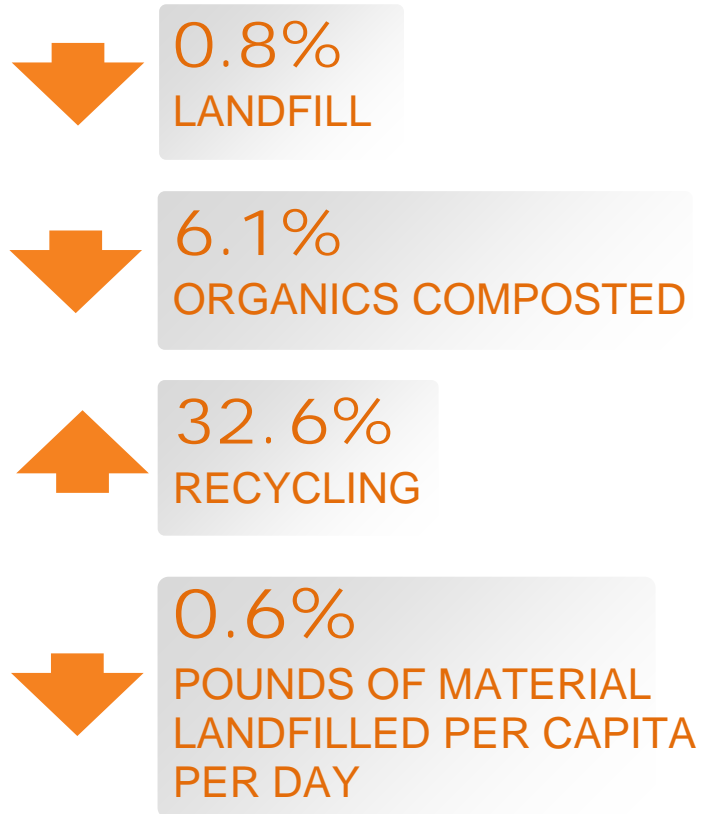 0.8%
LANDFILL
6.1%
ORGANICS COMPOSTED
32.6%
RECYCLING
0.6%
POUNDS OF MATERIAL
LANDFILLED PER CAPITA
PER DAY